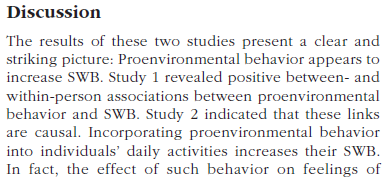 Discussion
The results of these two studies present a clear and
striking picture: Proenvironmental behavior appears to
increase SWB. Study 1 revealed positive between- and
within-person associations between proenvironmental
behavior and SWB. Study 2 indicated that these links
are causal. Incorporating proenvironmental behavior
into individuals’ daily activities increases their SWB.
In fact, the effect of such behavior on feelings of